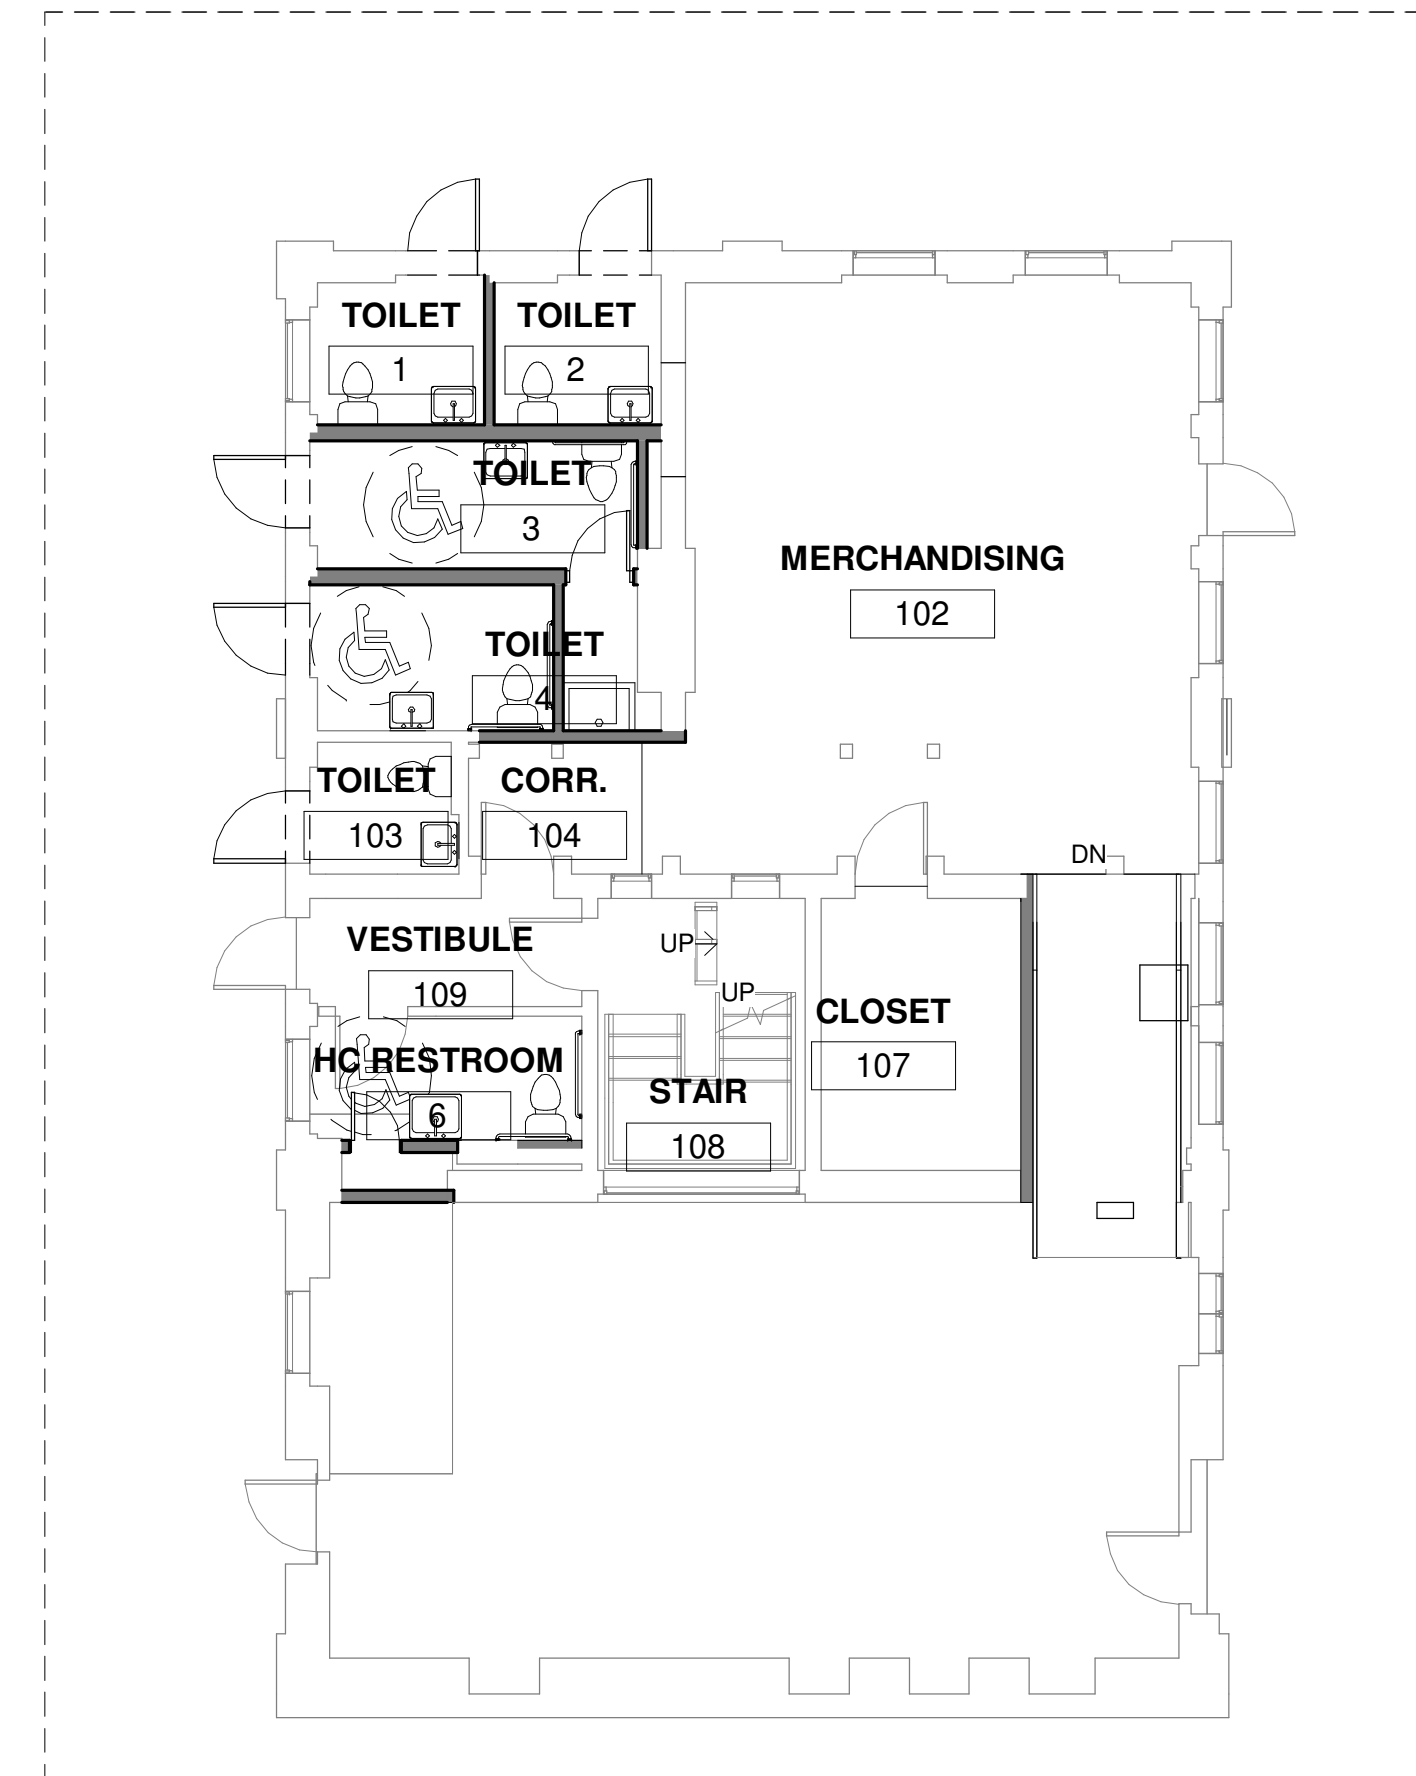 TOILET
1
TOILET
2
TOILET
3
MERCHANDISING
102
TOILET
4
TOILET
103
CORR.
104
DN
VESTIBULE
109
UP
UP
CLOSET
107
HC RESTROOM
6
STAIR
108